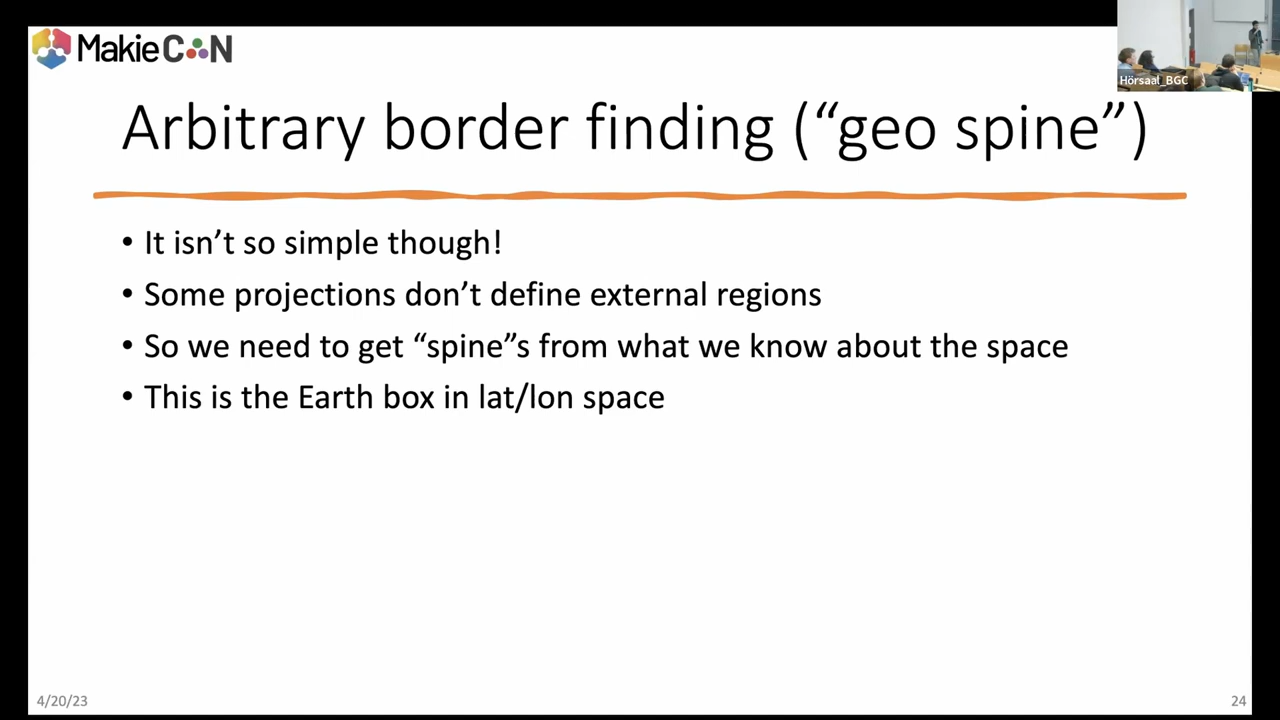 MakieCON
Hörsaal_BGC
Arbitrary border finding (“geo spine”)
• It isn’t so simple though!
• Some projections don’t define external regions
• So we need to get “spine”s from what we know about the space
• This is the Earth box in lat/lon space
4/20/23
24